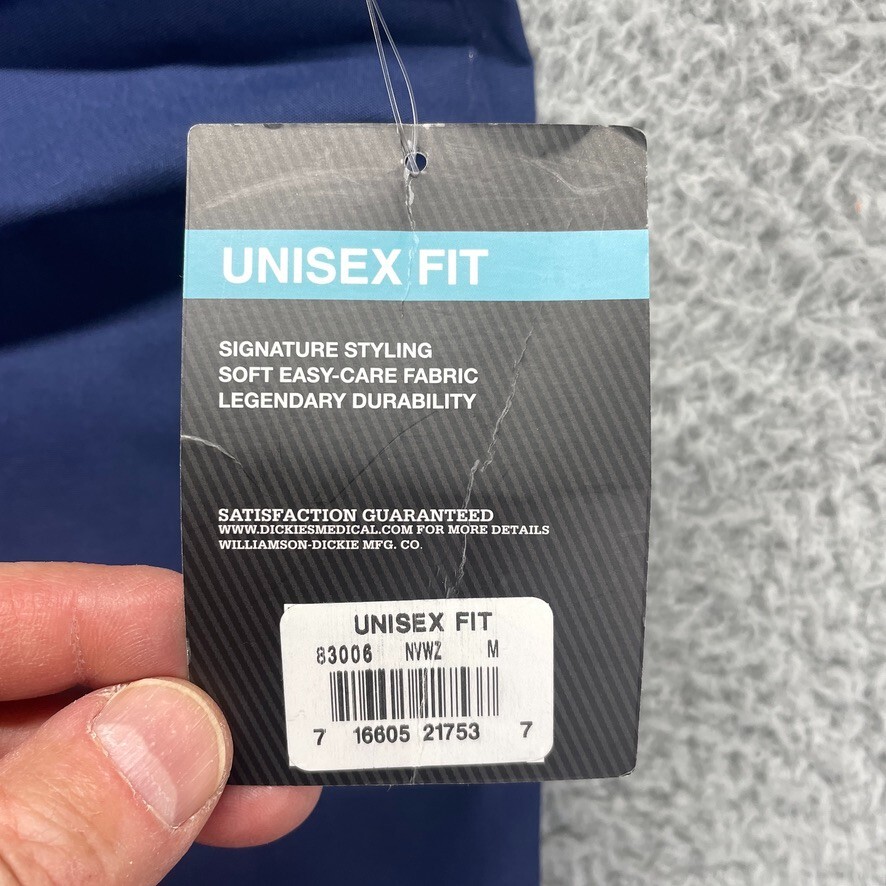 UNISEX FIT
SIGNATURE STYLING
SOFT EASY-CARE FABRIC
LEGENDARY DURABILITY
SATISFACTION GUARANTEED
WWW.DICKIESMEDICAL.COM FOR MORE DETAILS
WILLIAMSON-DICKIE MFG. CO.
UNISEX FIT
83006 NVWZ M
7 16605 21753 7